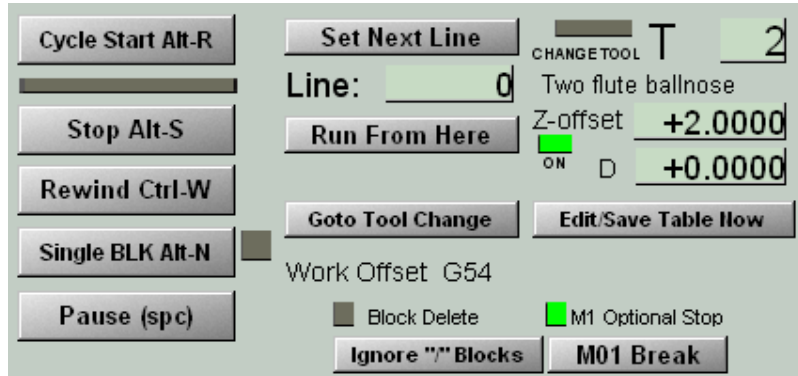 Cycle Start Alt-R
Stop Alt-S
Rewind Ctrl-W
Single BLK Alt-N
Pause (spc)
Set Next Line
Line: 0
Run From Here
Goto Tool Change
Work Offset G54
Block Delete
Ignore "/" Blocks
CHANGE TOOL T 2
Two flute ballnose
Z-offset +2.0000
ON D +0.0000
Edit/Save Table Now
M1 Optional Stop
M01 Break